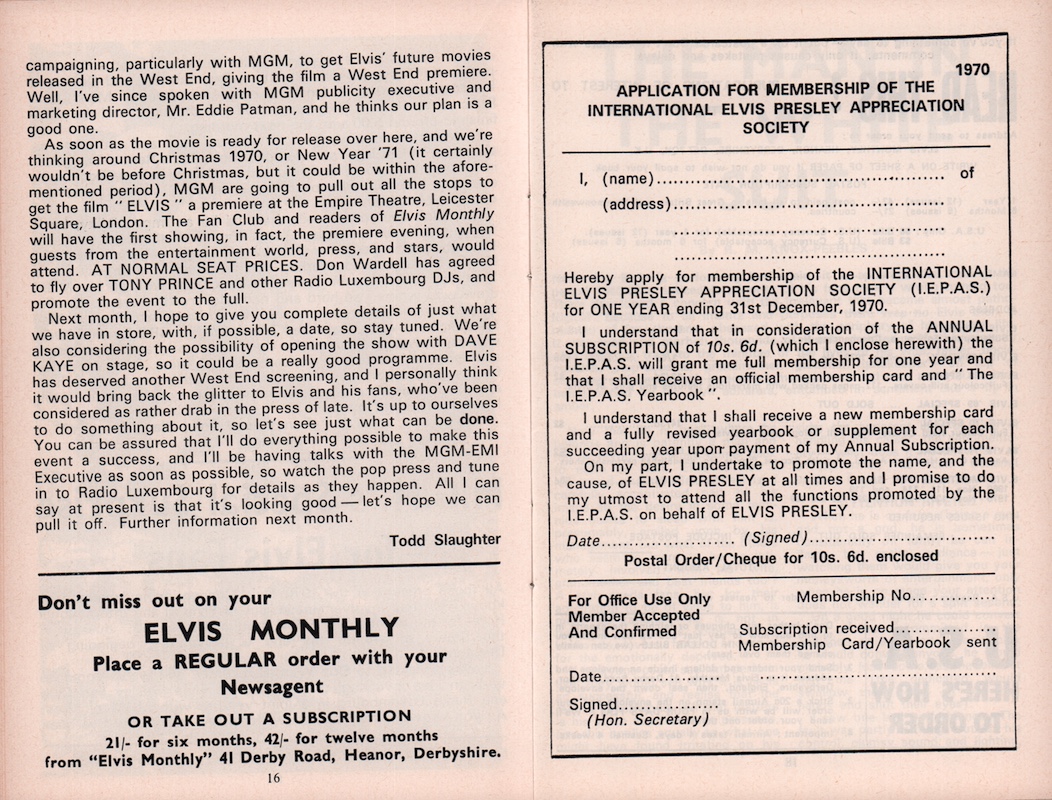 campaigning, particularly with MGM, to get Elvis' future movies
released in the West End, giving the film a West End premiere.
Well, I've since spoken with MGM publicity executive and
marketing director, Mr. Eddie Patman, and he thinks our plan is a
good one.
As soon as the movie is ready for release over here, and we're
thinking around Christmas 1970, or New Year '71 (it certainly
wouldn't be before Christmas, but it could be within the afore-
mentioned period), MGM are going to pull out all the stops to
get the film " ELVIS " a premiere at the Empire Theatre, Leicester
Square, London. The Fan Club and readers of Elvis Monthly
will have the first showing, in fact, the premiere evening, when
guests from the entertainment world, press, and stars, would
attend. AT NORMAL SEAT PRICES. Don Wardell has agreed
to fly over TONY PRINCE and other Radio Luxembourg DJs, and
promote the event to the full.
Next month, I hope to give you complete details of just what
we have in store, with, if possible, a date, so stay tuned. We're
also considering the possibility of opening the show with DAVE
KAYE on stage, so it could be a really good programme. Elvis
has deserved another West End screening, and I personally think
it would bring back the glitter to Elvis and his fans, who've been
considered as rather drab in the press of late. It's up to ourselves
to do something about it, so let's see just what can be done.
You can be assured that I'll do everything possible to make this
event a success, and I'll be having talks with the MGM-EMI
Executive as soon as possible, so watch the pop press and tune
in to Radio Luxembourg for details as they happen. All I can
say at present is that it's looking good — let's hope we can
pull it off. Further information next month.
Todd Slaughter
Don't miss out on your
ELVIS MONTHLY
Place a REGULAR order with your
Newsagent
OR TAKE OUT A SUBSCRIPTION
21/- for six months, 42/- for twelve months
from "Elvis Monthly" 41 Derby Road, Heanor, Derbyshire.
16
1970
APPLICATION FOR MEMBERSHIP OF THE
INTERNATIONAL ELVIS PRESLEY APPRECIATION
SOCIETY
I, (name)............................................... of
(address)...............................................
...............................................
...............................................
Hereby apply for membership of the INTERNATIONAL
ELVIS PRESLEY APPRECIATION SOCIETY (I.E.P.A.S.)
for ONE YEAR ending 31st December, 1970.
I understand that in consideration of the ANNUAL
SUBSCRIPTION of 10s. 6d. (which I enclose herewith) the
I.E.P.A.S. will grant me full membership for one year and
that I shall receive an official membership card and " The
I.E.P.A.S. Yearbook ".
I understand that I shall receive a new membership card
and a fully revised yearbook or supplement for each
succeeding year upon payment of my Annual Subscription.
On my part, I undertake to promote the name, and the
cause, of ELVIS PRESLEY at all times and I promise to do
my utmost to attend all the functions promoted by the
I.E.P.A.S. on behalf of ELVIS PRESLEY.
Date....................... (Signed)................................
Postal Order/Cheque for 10s. 6d. enclosed
For Office Use Only
Member Accepted
And Confirmed
Membership No..............
Subscription received.................
Membership Card/Yearbook sent
Date.................... ........................................
Signed.................
(Hon. Secretary)